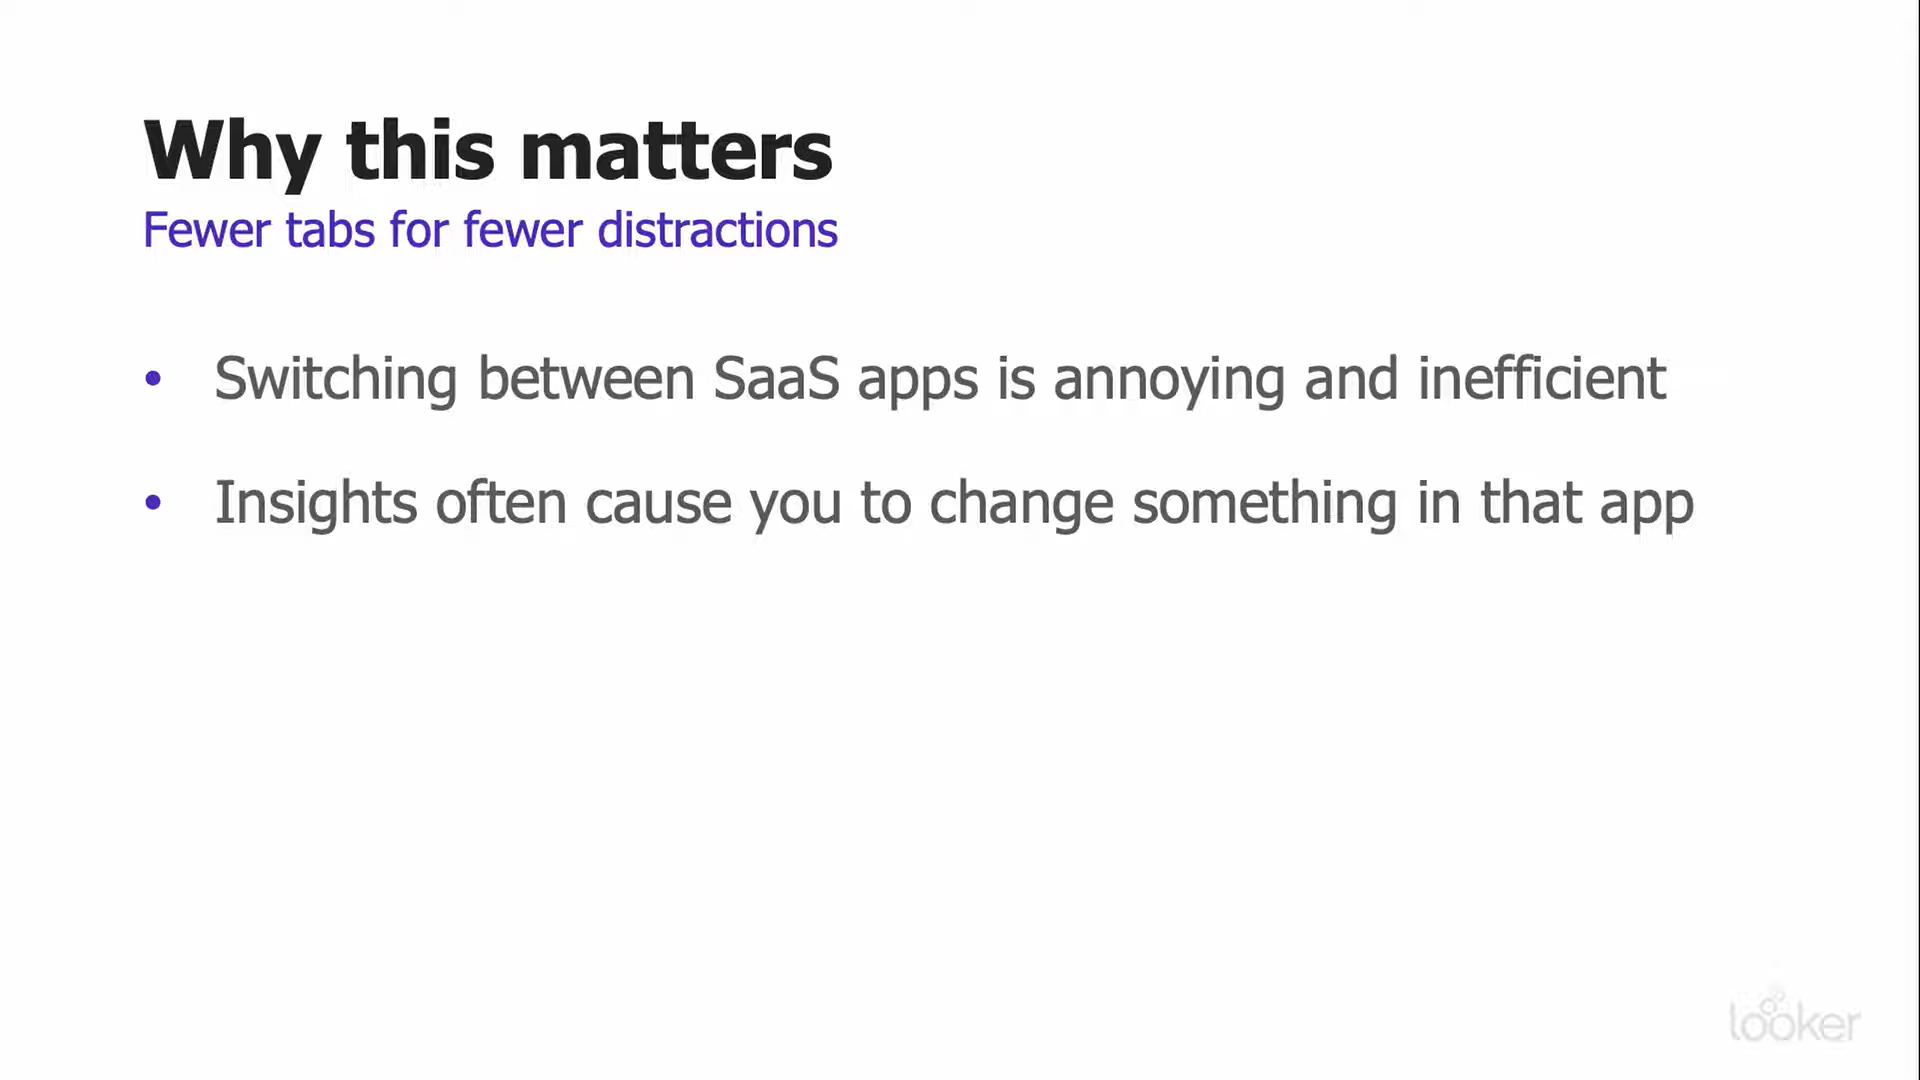 Why this matters
Fewer tabs for fewer distractions
• Switching between SaaS apps is annoying and inefficient
• Insights often cause you to change something in that app
looker